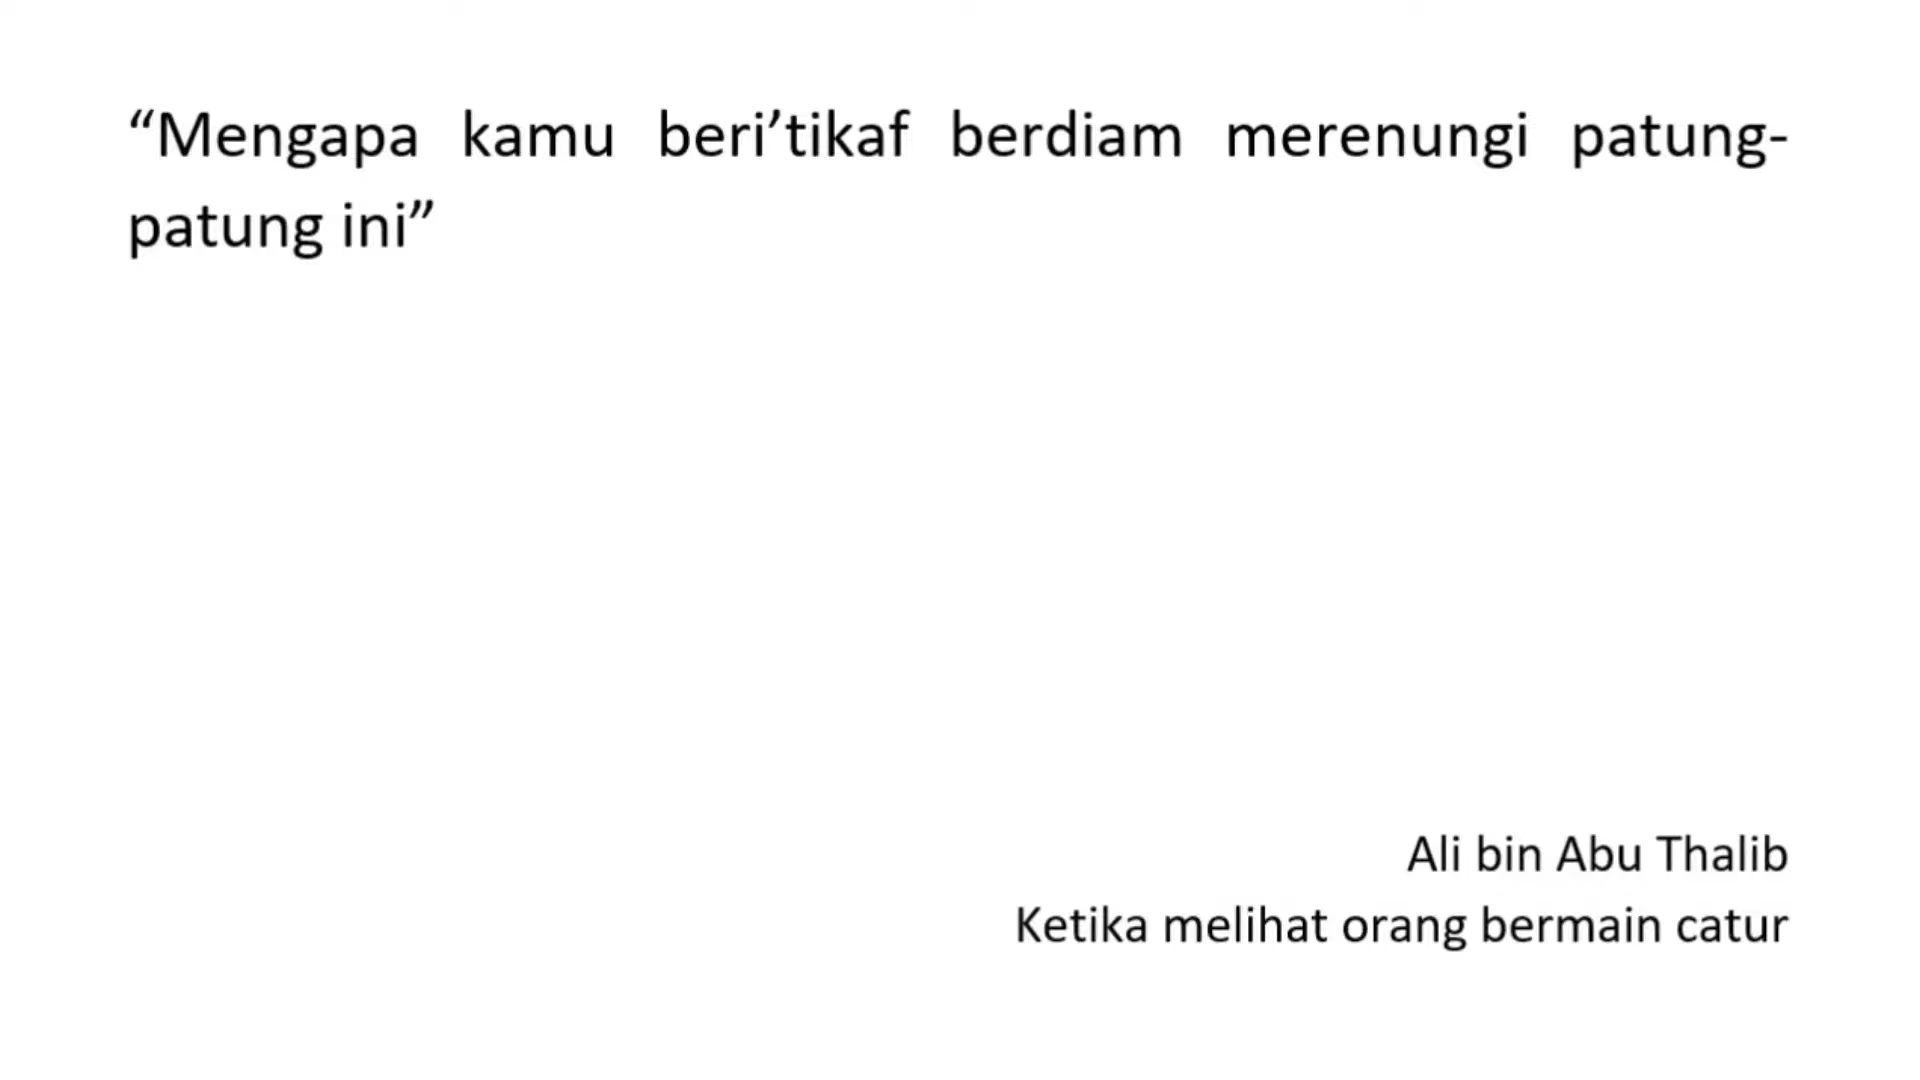 “Mengapa kamu beri’tikaf berdiam merenungi patung-
patung ini”
Ali bin Abu Thalib
Ketika melihat orang bermain catur